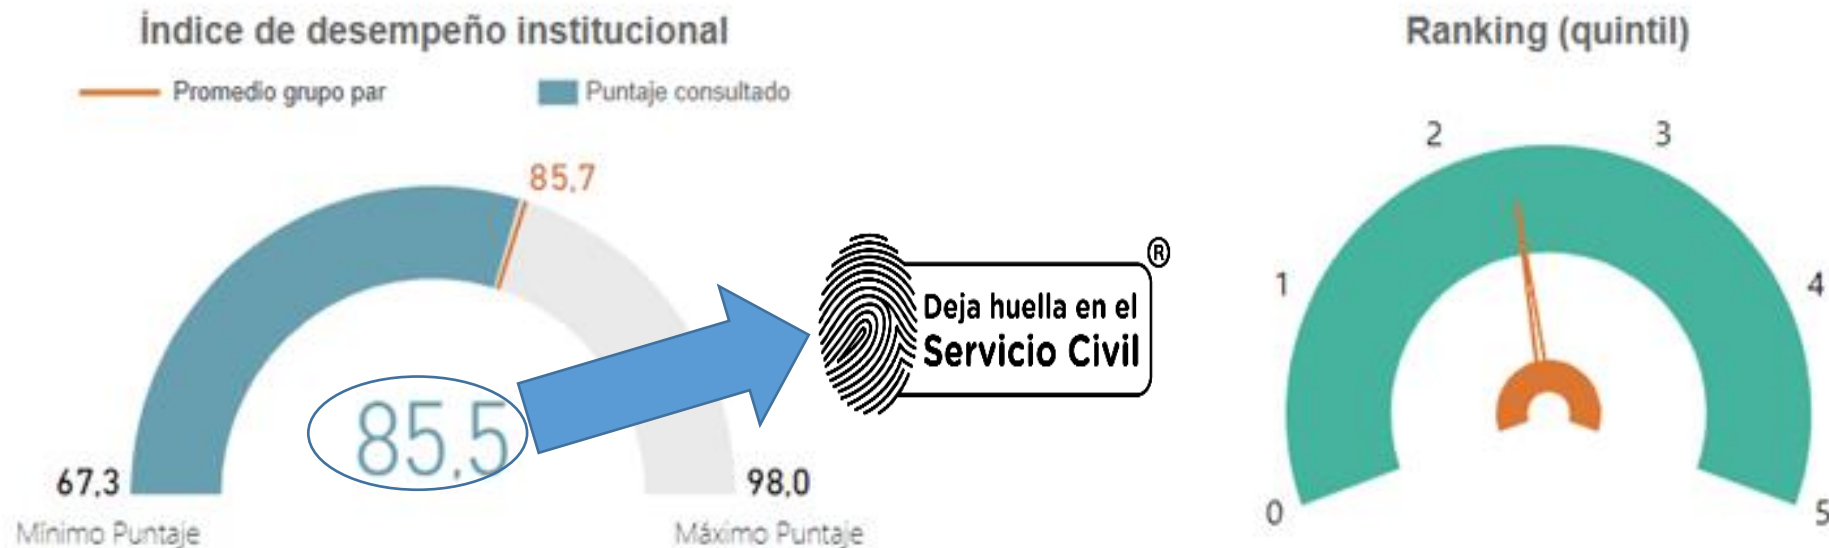 Índice de desempeño institucional
Promedio grupo par
Puntaje consultado
85,7
85,5
67,3
98,0
Mínimo Puntaje
Máximo Puntaje
Deja huella en el
Servicio Civil
®
Ranking (quintil)
2
3
1
4
0
5